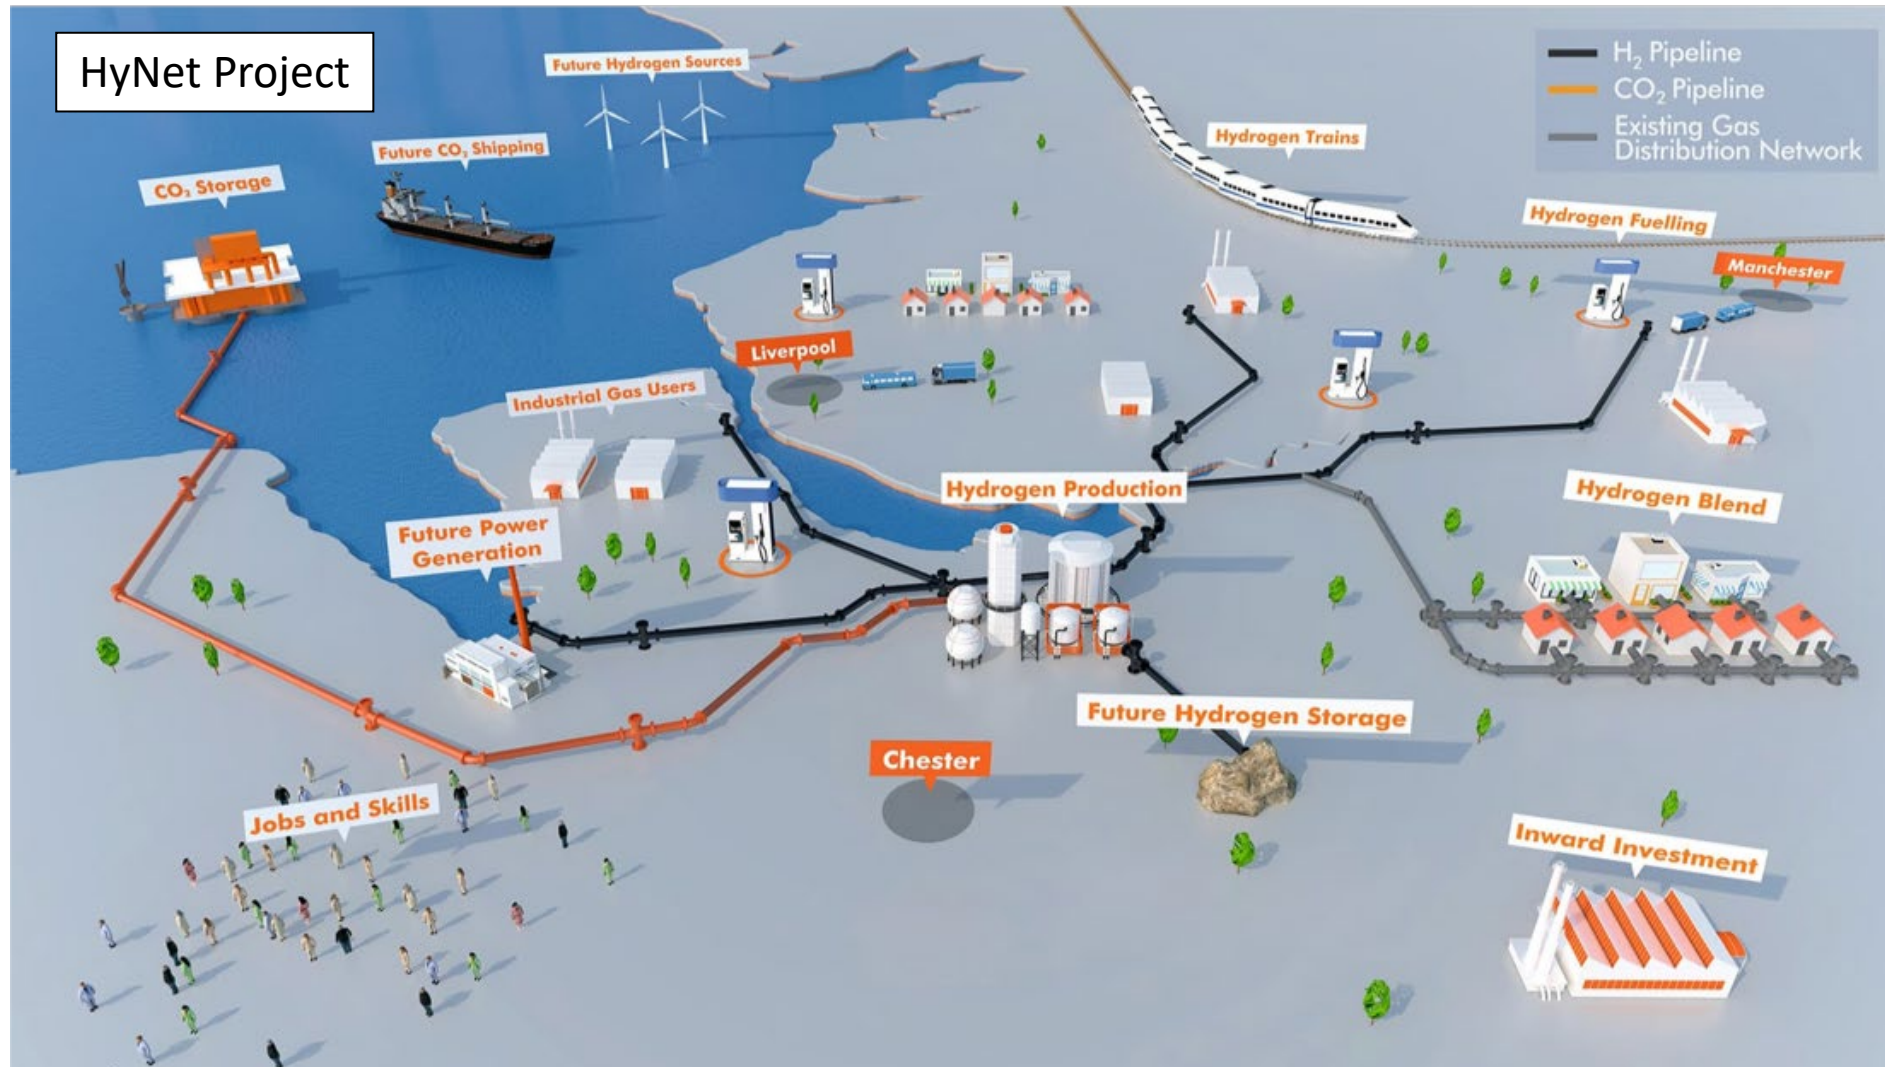 HyNet Project
Future Hydrogen Sources
H₂ Pipeline
CO₂ Pipeline
Existing Gas
Distribution Network
Hydrogen Trains
Future CO₂ Shipping
CO₂ Storage
Hydrogen Fuelling
Manchester
Liverpool
Industrial Gas Users
Hydrogen Production
Hydrogen Blend
Future Power
Generation
Future Hydrogen Storage
Chester
Jobs and Skills
Inward Investment